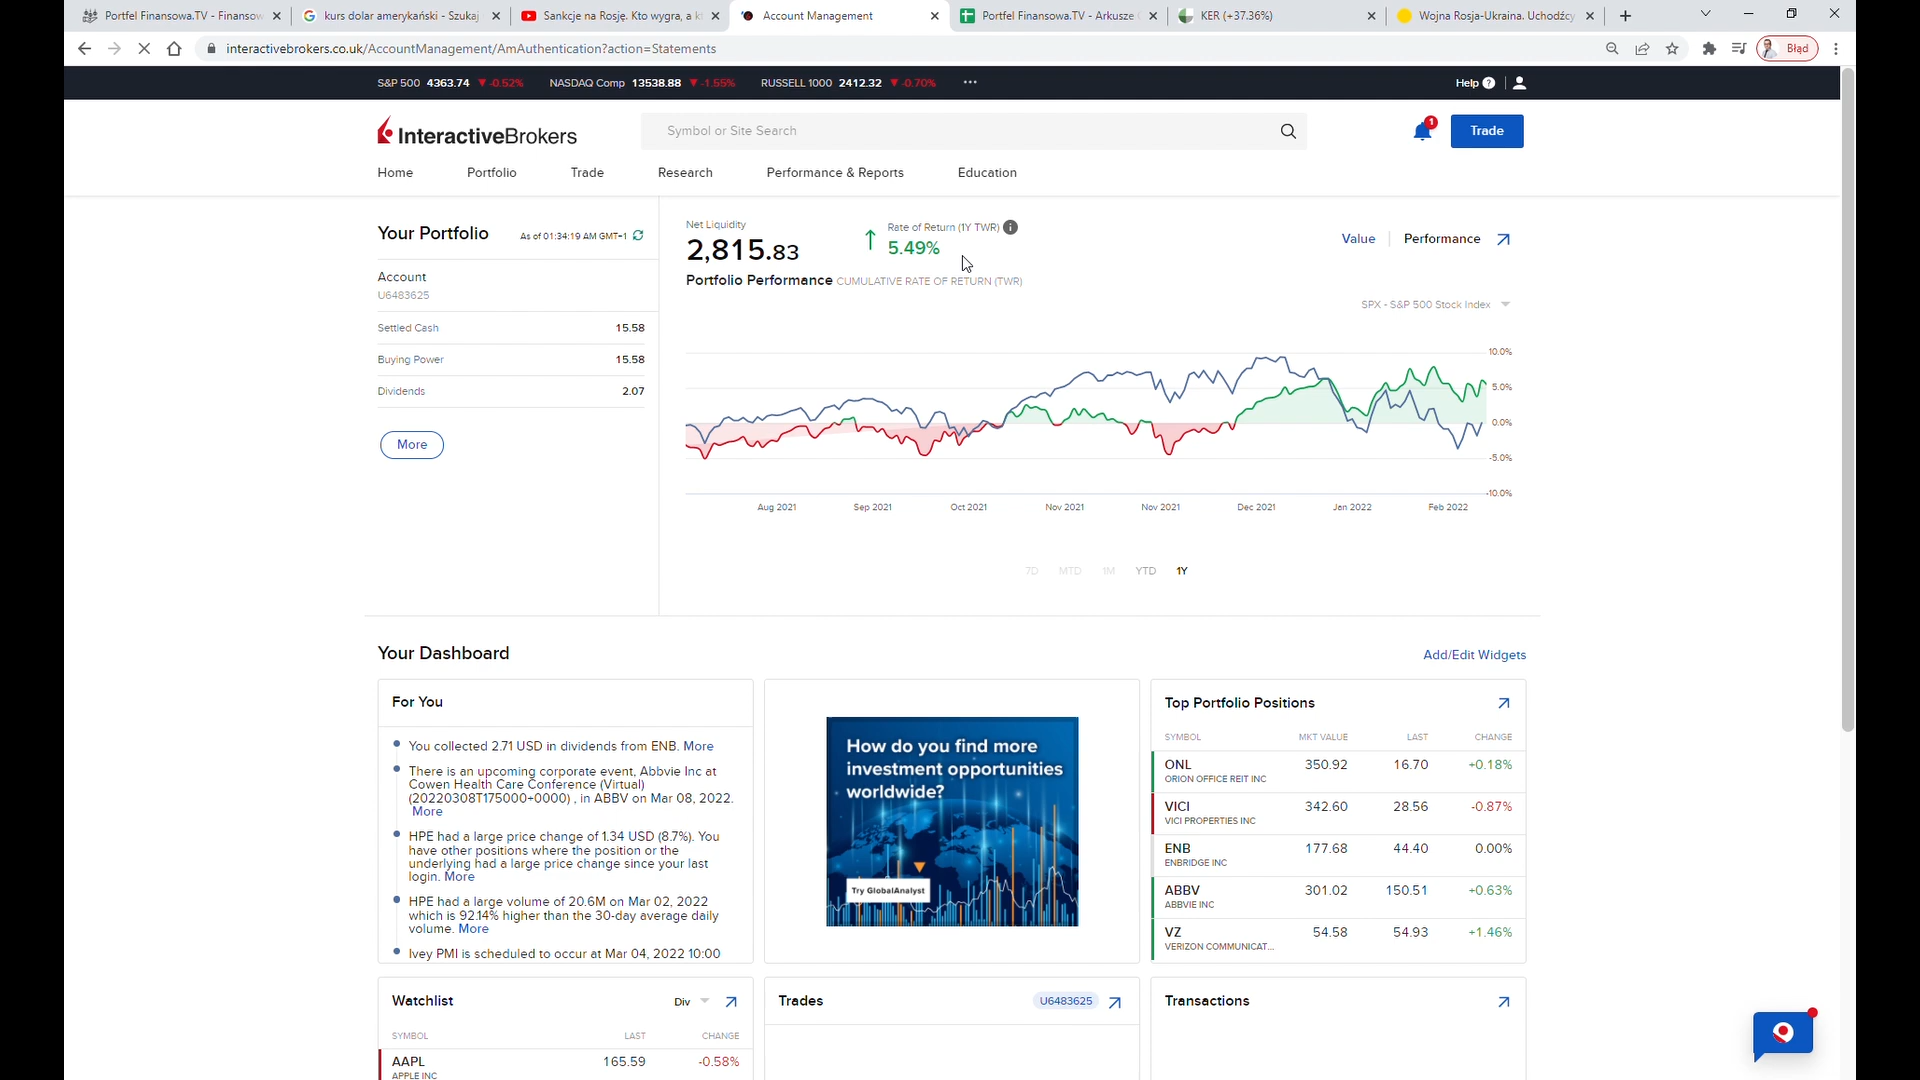 Portfel Finansowa.TV - Finansow
kurs dolar amerykański - Szukaj
Sankcje na Rosję. Kto wygra, a k
Account Management
Portfel Finansowa.TV - Arkusze
KER (+37.36%)
Wojna Rosja-Ukraina. Uchodźcy
interactivebrokers.co.uk/AccountManagement/AmAuthentication?action=Statements
Błąd
S&P 500 4363.74 ▼-0.52%
NASDAQ Comp 13538.88 ▼-1.55%
RUSSELL 1000 2412.32 ▼-0.70%
...
Help ?
InteractiveBrokers
Symbol or Site Search
1
Trade
Home
Portfolio
Trade
Research
Performance & Reports
Education
Your Portfolio
As of 01:34:19 AM GMT+1
Account
U6483625
Settled Cash 15.58
Buying Power 15.58
Dividends 2.07
More
Net Liquidity
2,815.83
Rate of Return (1Y TWR) i
5.49%
Value
Performance
Portfolio Performance CUMULATIVE RATE OF RETURN (TWR)
SPX - S&P 500 Stock Index
10.0%
5.0%
0.0%
-5.0%
-10.0%
Aug 2021
Sep 2021
Oct 2021
Nov 2021
Nov 2021
Dec 2021
Jan 2022
Feb 2022
7D
MTD
1M
YTD
1Y
Your Dashboard
Add/Edit Widgets
For You
You collected 2.71 USD in dividends from ENB. More
There is an upcoming corporate event, Abbvie Inc at
Cowen Health Care Conference (Virtual)
(20220308T175000+0000) , in ABBV on Mar 08, 2022.
More
HPE had a large price change of 1.34 USD (8.7%). You
have other positions where the position or the
underlying had a large price change since your last
login. More
HPE had a large volume of 20.6M on Mar 02, 2022
which is 92.14% higher than the 30-day average daily
volume. More
Ivey PMI is scheduled to occur at Mar 04, 2022 10:00
How do you find more
investment opportunities
worldwide?
Try GlobalAnalyst
Top Portfolio Positions
SYMBOL MKT VALUE LAST CHANGE
ONL 350.92 16.70 +0.18%
ORION OFFICE REIT INC
VICI 342.60 28.56 -0.87%
VICI PROPERTIES INC
ENB 177.68 44.40 0.00%
ENBRIDGE INC
ABBV 301.02 150.51 +0.63%
ABBVIE INC
VZ 54.58 54.93 +1.46%
VERIZON COMMUNICAT...
Watchlist
Div
SYMBOL LAST CHANGE
AAPL 165.59 -0.58%
APPLE INC
Trades
U6483625
Transactions